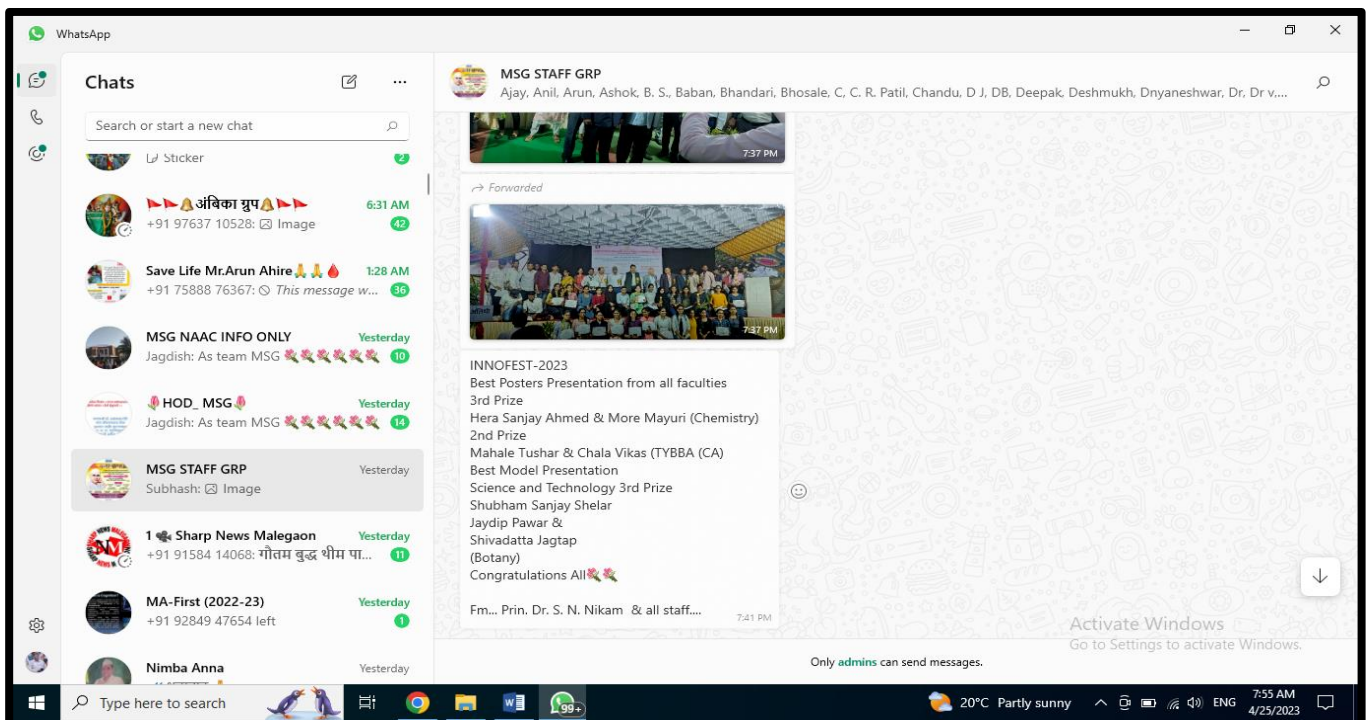 WhatsApp
Chats
Search or start a new chat
Sticker
2
🚩🚩🔔अंबिका ग्रुप🔔🚩🚩
6:31 AM
+91 97637 10528: Image
42
Save Life Mr.Arun Ahire🙏🙏🩸
1:28 AM
+91 75888 76367: This message w...
36
MSG NAAC INFO ONLY
Yesterday
Jagdish: As team MSG 💐💐💐💐💐💐
10
🌷HOD_ MSG🌷
Yesterday
Jagdish: As team MSG 💐💐💐💐💐💐
14
MSG STAFF GRP
Yesterday
Subhash: Image
1 📽 Sharp News Malegaon
Yesterday
+91 91584 14068: गौतम बुद्ध थीम पा...
11
MA-First (2022-23)
Yesterday
+91 92849 47654 left
1
Nimba Anna
Yesterday
MSG STAFF GRP
Ajay, Anil, Arun, Ashok, B. S., Baban, Bhandari, Bhosale, C, C. R. Patil, Chandu, D J, DB, Deepak, Deshmukh, Dnyaneshwar, Dr, Dr v,...
7:37 PM
Forwarded
7:37 PM
INNOFEST-2023
Best Posters Presentation from all faculties
3rd Prize
Hera Sanjay Ahmed & More Mayuri (Chemistry)
2nd Prize
Mahale Tushar & Chala Vikas (TYBBA (CA)
Best Model Presentation
Science and Technology 3rd Prize
Shubham Sanjay Shelar
Jaydip Pawar &
Shivadatta Jagtap
(Botany)
Congratulations All💐💐
Fm... Prin. Dr. S. N. Nikam & all staff....
7:41 PM
Activate Windows
Go to Settings to activate Windows.
Only admins can send messages.
Type here to search
99+
20°C Partly sunny
ENG
7:55 AM
4/25/2023